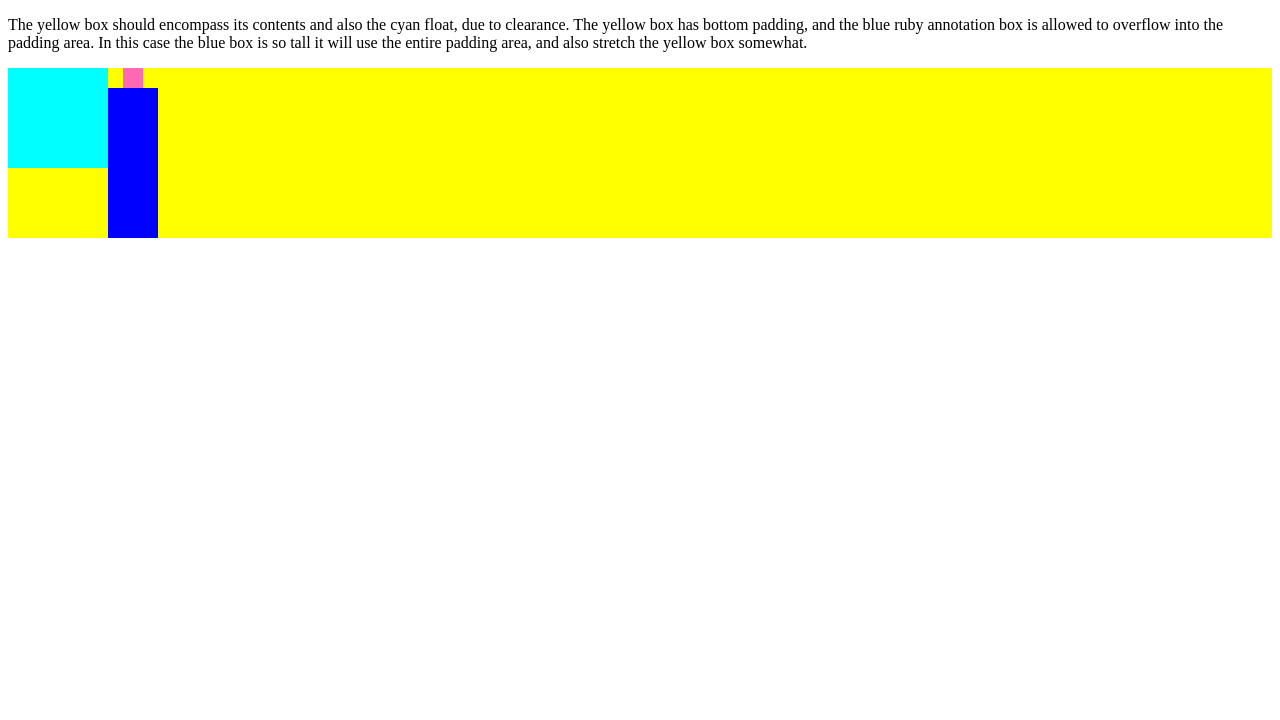 The yellow box should encompass its contents and also the cyan float, due to clearance. The yellow box has bottom padding, and the blue ruby annotation box is allowed to overflow into the
padding area. In this case the blue box is so tall it will use the entire padding area, and also stretch the yellow box somewhat.